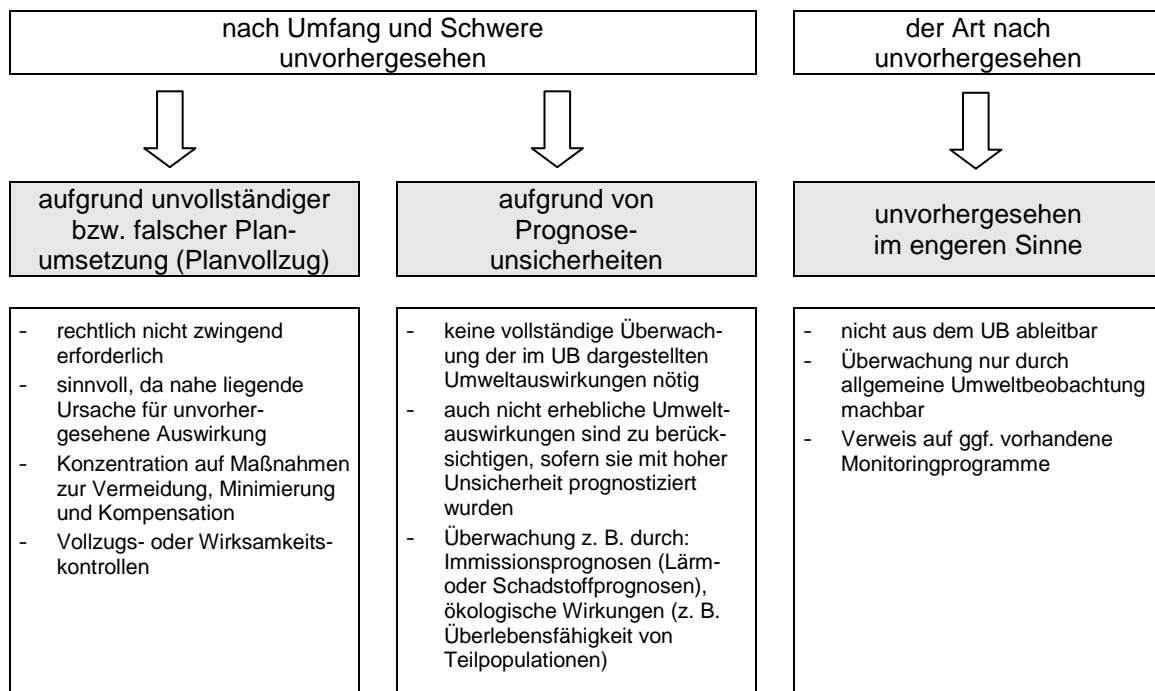 nach Umfang und Schwere
unvorhergesehen
der Art nach
unvorhergesehen
aufgrund unvollständiger
bzw. falscher Plan-
umsetzung (Planvollzug)
aufgrund von
Prognose-
unsicherheiten
unvorhergesehen
im engeren Sinne
- rechtlich nicht zwingend
erforderlich
- sinnvoll, da nahe liegende
Ursache für unvorher-
gesehene Auswirkung
- Konzentration auf Maßnahmen
zur Vermeidung, Minimierung
und Kompensation
- Vollzugs- oder Wirksamkeits-
kontrollen
- keine vollständige Überwach-
ung der im UB dargestellten
Umweltauswirkungen nötig
- auch nicht erhebliche Umwelt-
auswirkungen sind zu berück-
sichtigen, sofern sie mit hoher
Unsicherheit prognostiziert
wurden
- Überwachung z. B. durch:
Immissionsprognosen (Lärm-
oder Schadstoffprognosen),
ökologische Wirkungen (z. B.
Überlebensfähigkeit von
Teilpopulationen)
- nicht aus dem UB ableitbar
- Überwachung nur durch
allgemeine Umweltbeobachtung
machbar
- Verweis auf ggf. vorhandene
Monitoringprogramme